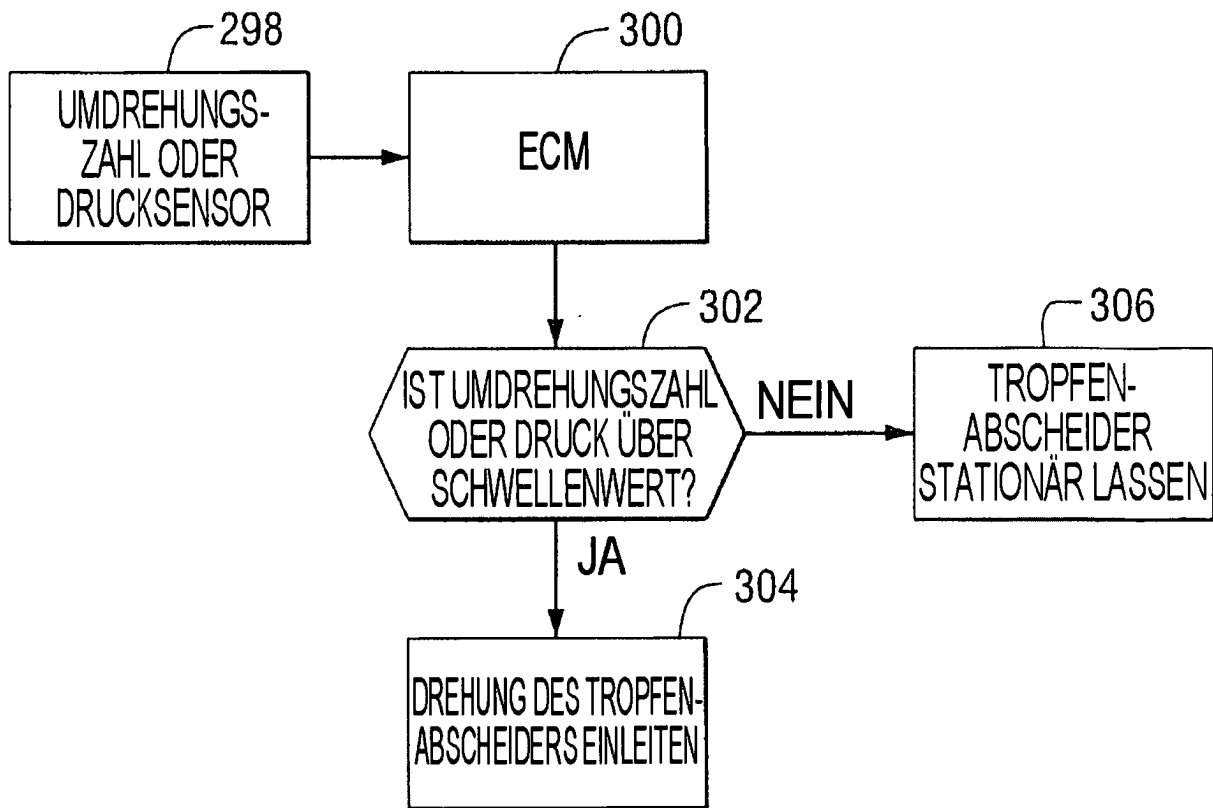 298
UMDREHUNGS-
ZAHL ODER
DRUCKSENSOR
300
ECM
302
IST UMDREHUNGSZAHL
ODER DRUCK ÜBER
SCHWELLENWERT?
NEIN
306
TROPFEN-
ABSCHEIDER
STATIONÄR LASSEN
JA
304
DREHUNG DES TROPFEN-
ABSCHEIDERS EINLEITEN